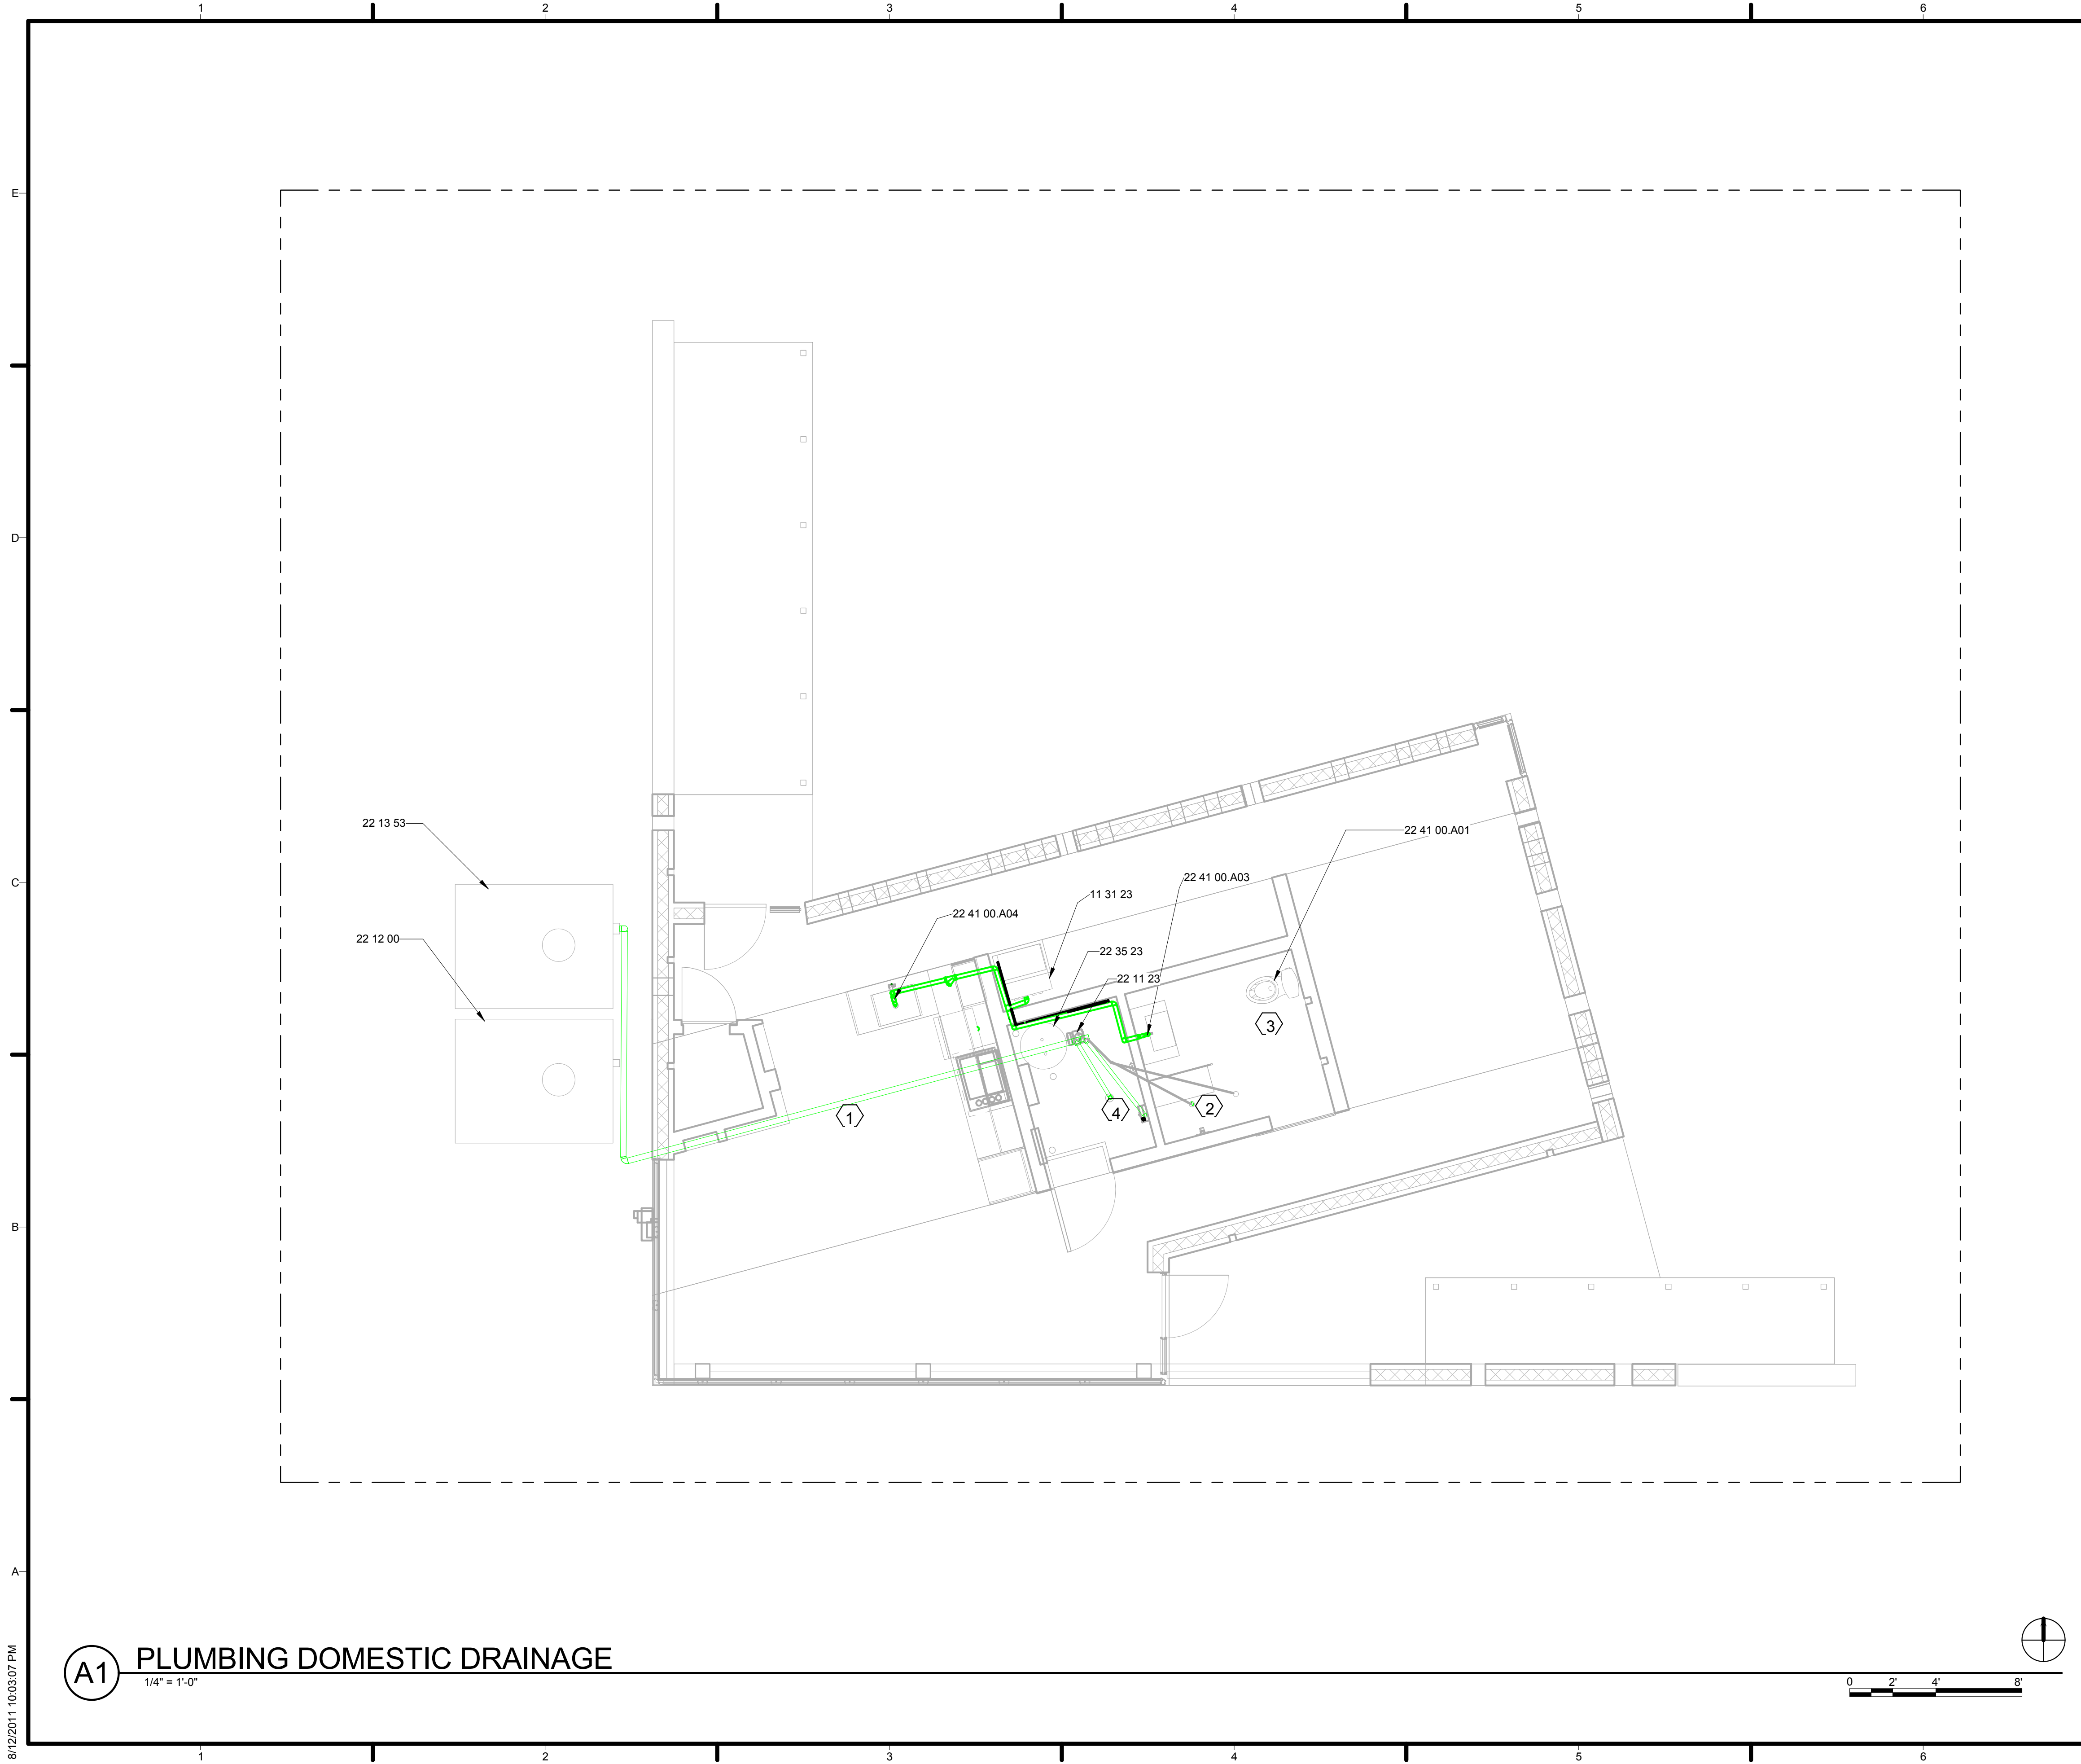 1 2 3 4 5 6
E
D
22 13 53
22 41 00.A01
C
22 41 00.A03
11 31 23
22 41 00.A04
22 12 00
22 35 23
22 11 23
3
2
4
1
B
A
A1 PLUMBING DOMESTIC DRAINAGE
1/4" = 1'-0"
0 2' 4' 8'
8/12/2011 10:03:07 PM
1 2 3 4 5 6